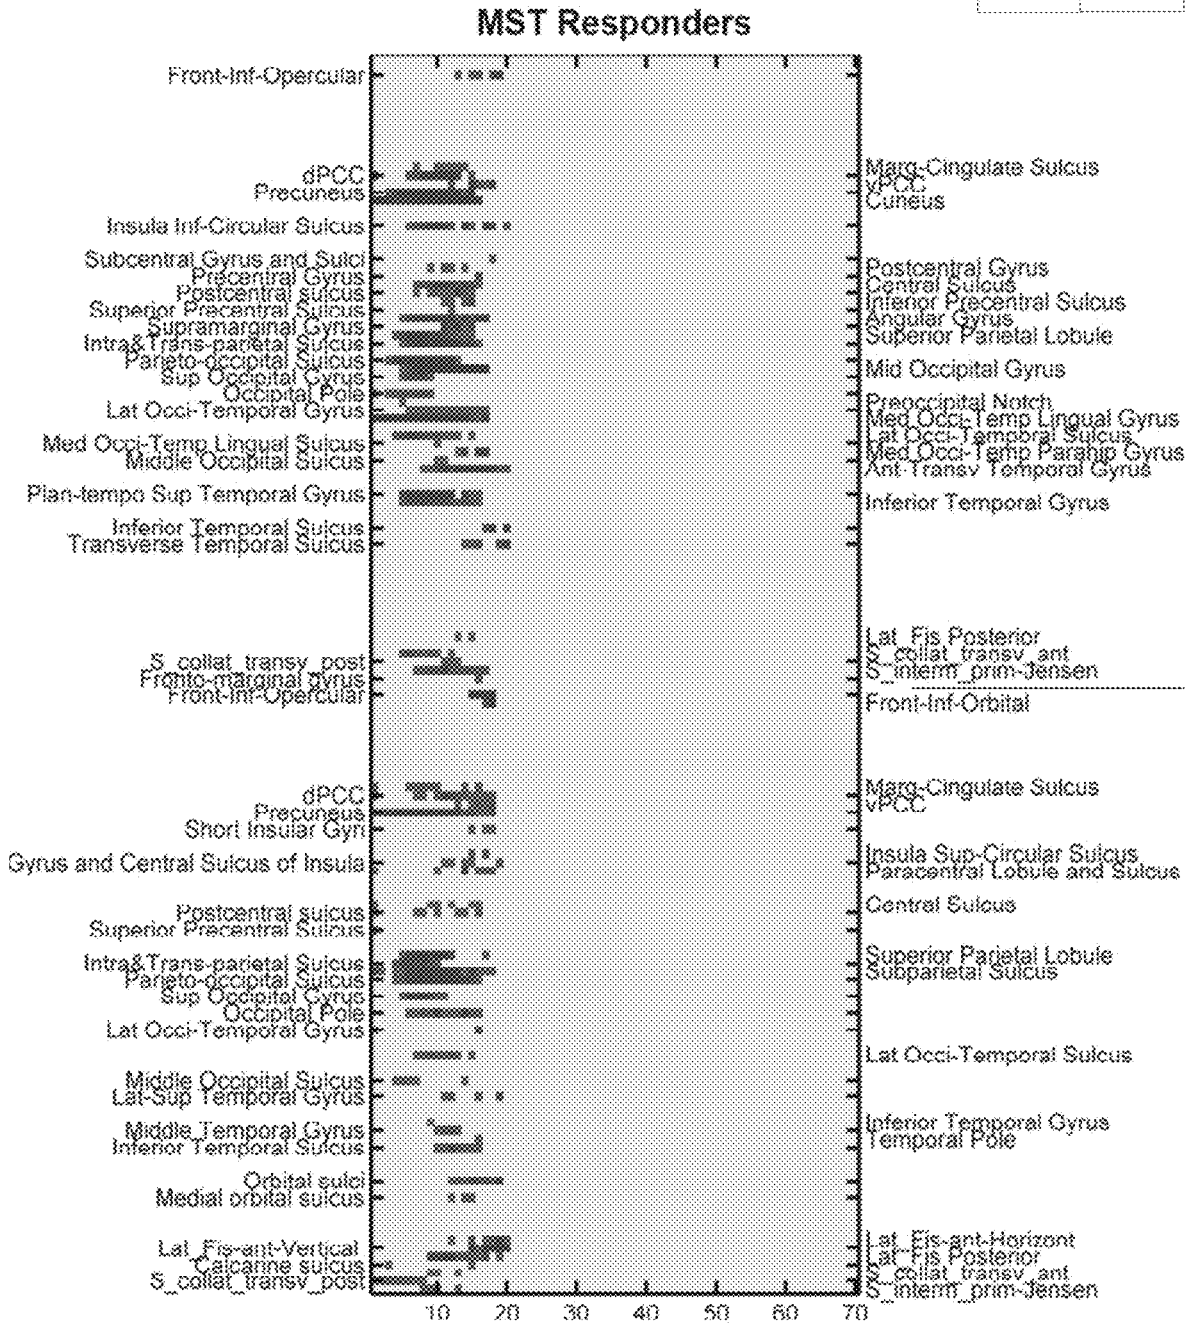 MST Responders
Front-Inf-Opercular
dPCC
Precuneus
Insula Inf-Circular Sulcus
Subcentral Gyrus and Sulci
Precentral Gyrus
Postcentral sulcus
Superior Precentral Sulcus
Supramarginal Gyrus
Intra&Trans-parietal Sulcus
Parieto-occipital Sulcus
Sup Occipital Gyrus
Occipital Pole
Lat Occi-Temporal Gyrus
Med Occi-Temp Lingual Sulcus
Middle Occipital Sulcus
Plan-tempo Sup Temporal Gyrus
Inferior Temporal Sulcus
Transverse Temporal Sulcus
S_collat_transv_post
Fronto-marginal gyrus
Front-Inf-Opercular
dPCC
Precuneus
Short Insular Gyri
Gyrus and Central Sulcus of Insula
Postcentral sulcus
Superior Precentral Sulcus
Intra&Trans-parietal Sulcus
Parieto-occipital Sulcus
Sup Occipital Gyrus
Occipital Pole
Lat Occi-Temporal Gyrus
Middle Occipital Sulcus
Lat-Sup Temporal Gyrus
Middle Temporal Gyrus
Inferior Temporal Sulcus
Orbital sulci
Medial orbital sulcus
Lat_Fis-ant-Vertical
Calcarine sulcus
S_collat_transv_post
Marg-Cingulate Sulcus
vPCC
Cuneus
Postcentral Gyrus
Central Sulcus
Inferior Precentral Sulcus
Angular Gyrus
Superior Parietal Lobule
Mid Occipital Gyrus
Preoccipital Notch
Med Occi-Temp Lingual Gyrus
Lat Occi-Temporal Sulcus
Med Occi-Temp Parahip Gyrus
Ant-Transv Temporal Gyrus
Inferior Temporal Gyrus
Lat_Fis Posterior
S_collat_transv_ant
S_interm_prim-Jensen
Front-Inf-Orbital
Marg-Cingulate Sulcus
vPCC
Insula Sup-Circular Sulcus
Paracentral Lobule and Sulcus
Central Sulcus
Superior Parietal Lobule
Subparietal Sulcus
Lat Occi-Temporal Sulcus
Inferior Temporal Gyrus
Temporal Pole
Lat_Fis-ant-Horizont
Lat_Fis Posterior
S_collat_transv_ant
S_interm_prim-Jensen
10 20 30 40 50 60 70